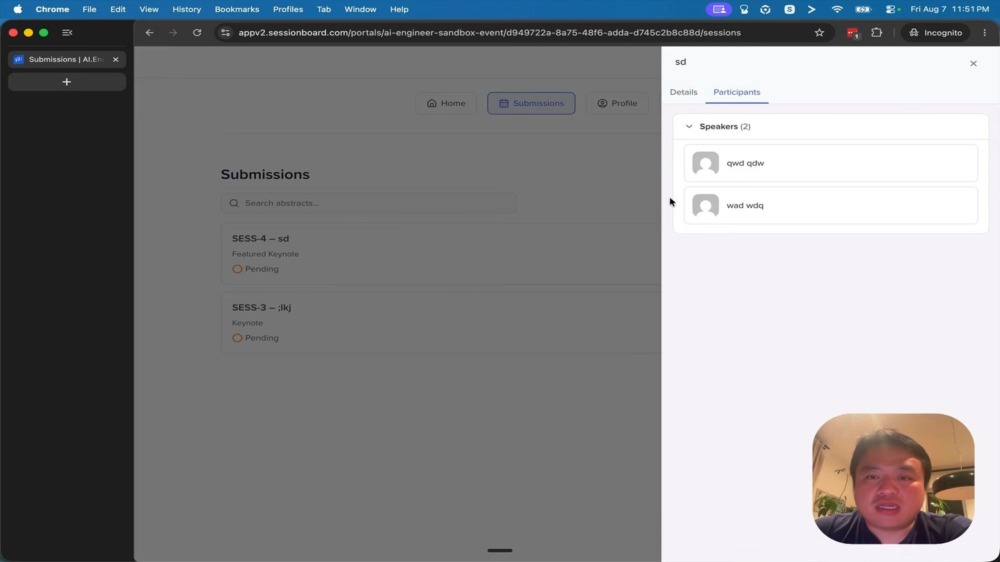 Chrome File Edit View History Bookmarks Profiles Tab Window Help
S
Fri Aug 7 11:51 PM
appv2.sessionboard.com/portals/ai-engineer-sandbox-event/d949722a-8a75-48f6-adda-d745c2b8c88d/sessions
1
Incognito
Submissions | AI.En
Home
Submissions
Profile
Submissions
Search abstracts...
SESS-4 – sd
Featured Keynote
Pending
SESS-3 – ;lkj
Keynote
Pending
sd
Details
Participants
Speakers (2)
qwd qdw
wad wdq